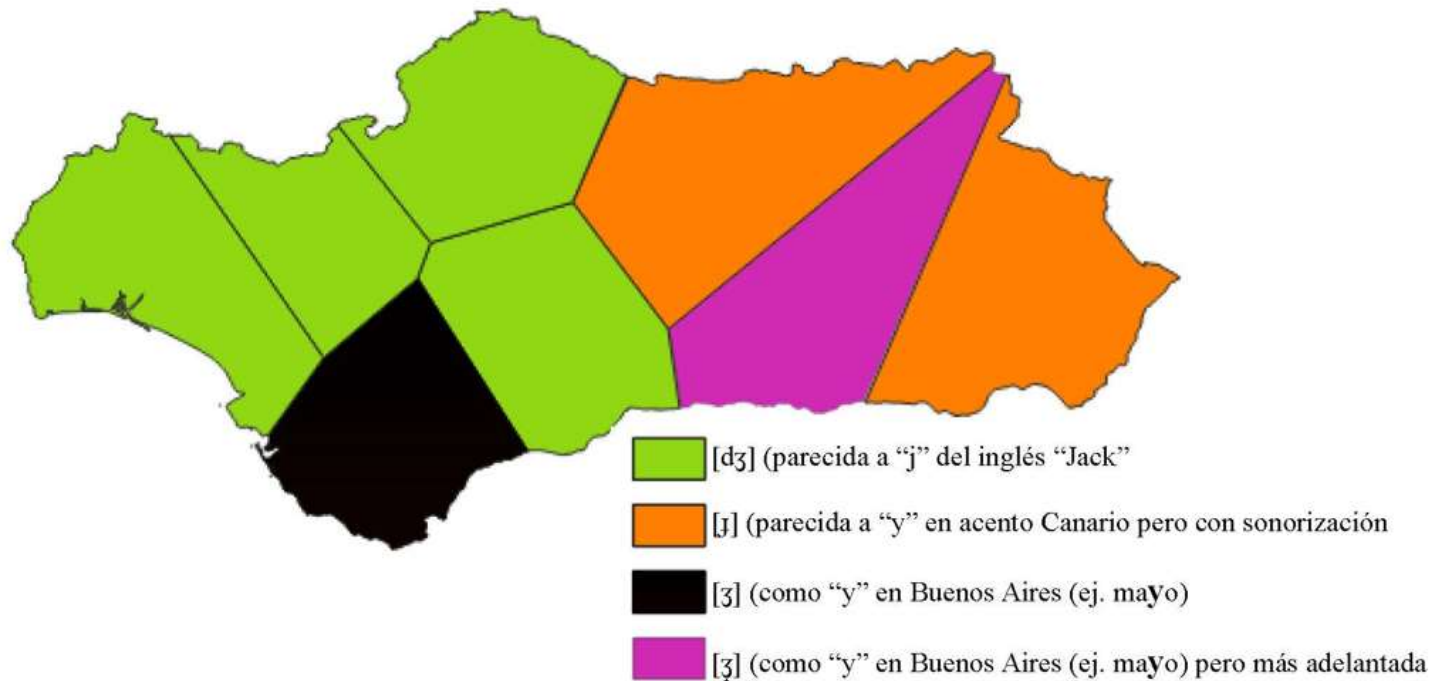 [dʒ] (parecida a “j” del inglés “Jack”
[ɟ] (parecida a “y” en acento Canario pero con sonorización
[ʒ] (como “y” en Buenos Aires (ej. mayo)
[ʒ̟] (como “y” en Buenos Aires (ej. mayo) pero más adelantada